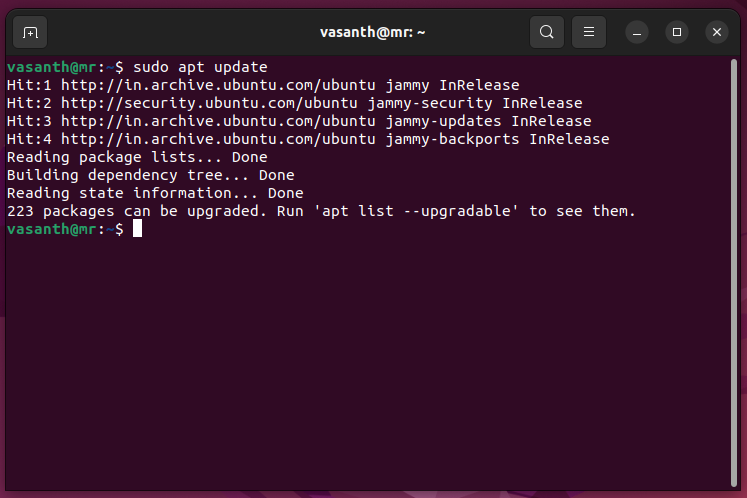 vasanth@mr: ~
vasanth@mr:~$ sudo apt update
Hit:1 http://in.archive.ubuntu.com/ubuntu jammy InRelease
Hit:2 http://security.ubuntu.com/ubuntu jammy-security InRelease
Hit:3 http://in.archive.ubuntu.com/ubuntu jammy-updates InRelease
Hit:4 http://in.archive.ubuntu.com/ubuntu jammy-backports InRelease
Reading package lists... Done
Building dependency tree... Done
Reading state information... Done
223 packages can be upgraded. Run 'apt list --upgradable' to see them.
vasanth@mr:~$